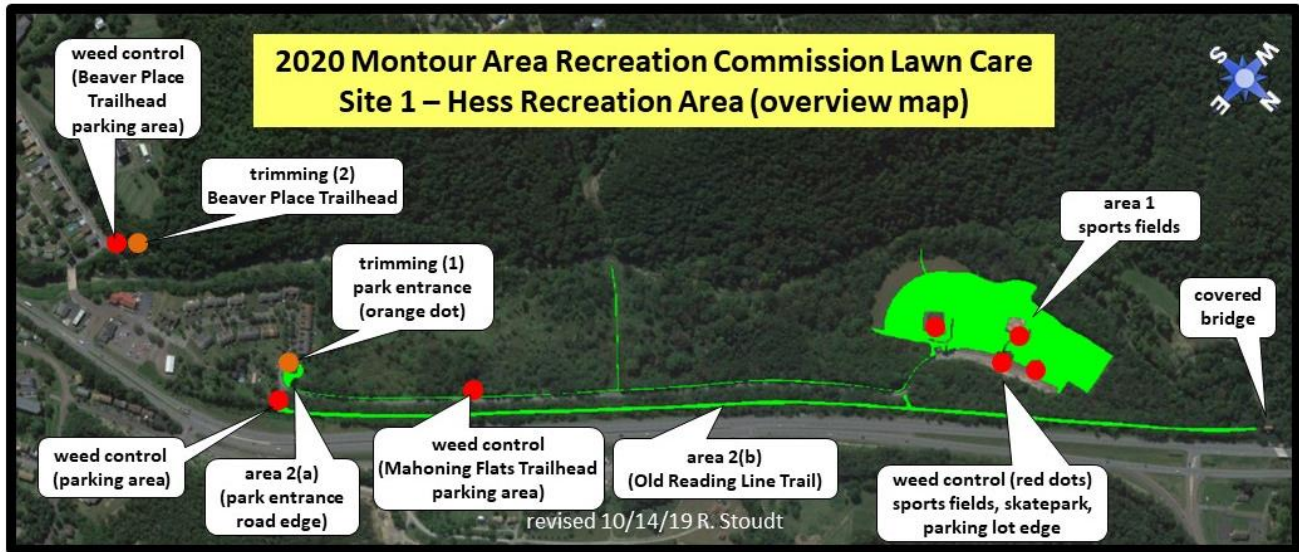 2020 Montour Area Recreation Commission Lawn Care
Site 1 – Hess Recreation Area (overview map)
S
W
E
N
weed control
(Beaver Place
Trailhead
parking area)
trimming (2)
Beaver Place Trailhead
trimming (1)
park entrance
(orange dot)
area 1
sports fields
covered
bridge
weed control
(parking area)
area 2(a)
(park entrance
road edge)
weed control
(Mahoning Flats Trailhead
parking area)
area 2(b)
(Old Reading Line Trail)
weed control (red dots)
sports fields, skatepark,
parking lot edge
revised 10/14/19 R. Stoudt